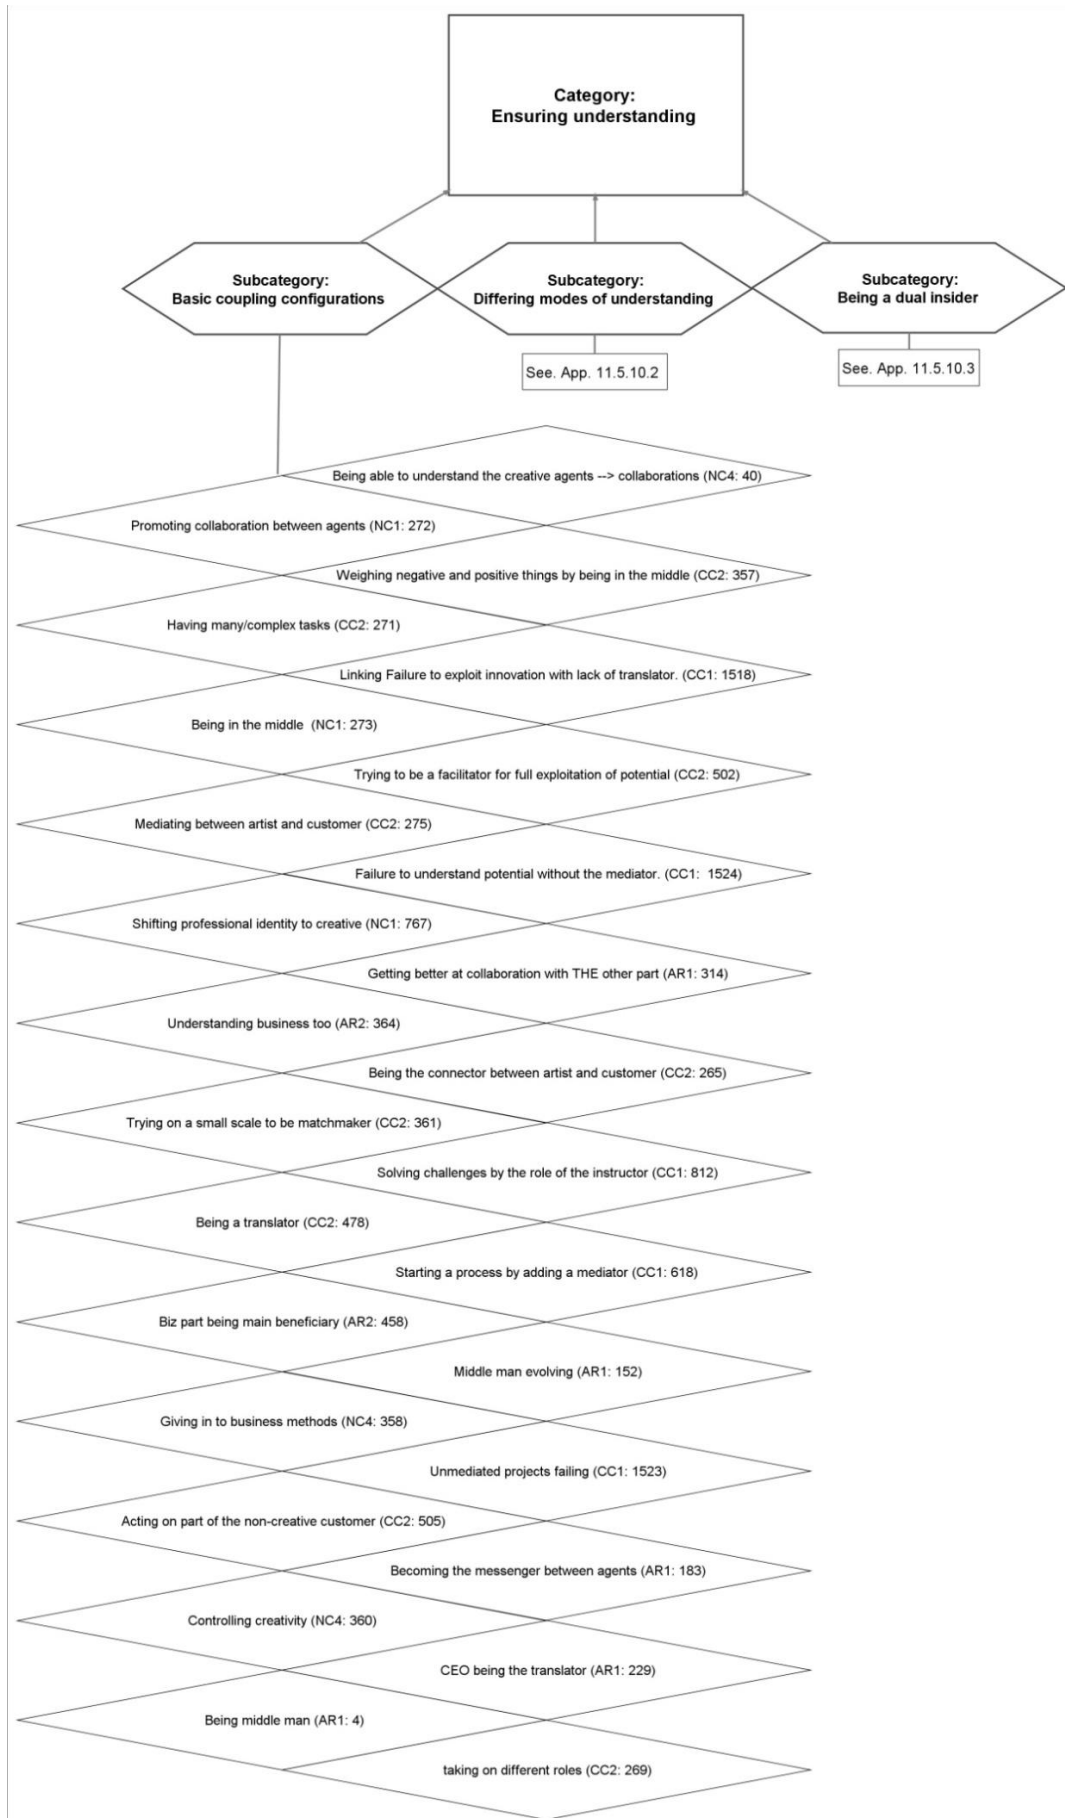 Category:
Ensuring understanding
Subcategory:
Basic coupling configurations
Subcategory:
Differing modes of understanding
Subcategory:
Being a dual insider
See. App. 11.5.10.2
See. App. 11.5.10.3
Being able to understand the creative agents --> collaborations (NC4: 40)
Promoting collaboration between agents (NC1: 272)
Weighing negative and positive things by being in the middle (CC2: 357)
Having many/complex tasks (CC2: 271)
Linking Failure to exploit innovation with lack of translator. (CC1: 1518)
Being in the middle (NC1: 273)
Trying to be a facilitator for full exploitation of potential (CC2: 502)
Mediating between artist and customer (CC2: 275)
Failure to understand potential without the mediator. (CC1: 1524)
Shifting professional identity to creative (NC1: 767)
Getting better at collaboration with THE other part (AR1: 314)
Understanding business too (AR2: 364)
Being the connector between artist and customer (CC2: 265)
Trying on a small scale to be matchmaker (CC2: 361)
Solving challenges by the role of the instructor (CC1: 812)
Being a translator (CC2: 478)
Starting a process by adding a mediator (CC1: 618)
Biz part being main beneficiary (AR2: 458)
Middle man evolving (AR1: 152)
Giving in to business methods (NC4: 358)
Unmediated projects failing (CC1: 1523)
Acting on part of the non-creative customer (CC2: 505)
Becoming the messenger between agents (AR1: 183)
Controlling creativity (NC4: 360)
CEO being the translator (AR1: 229)
Being middle man (AR1: 4)
taking on different roles (CC2: 269)